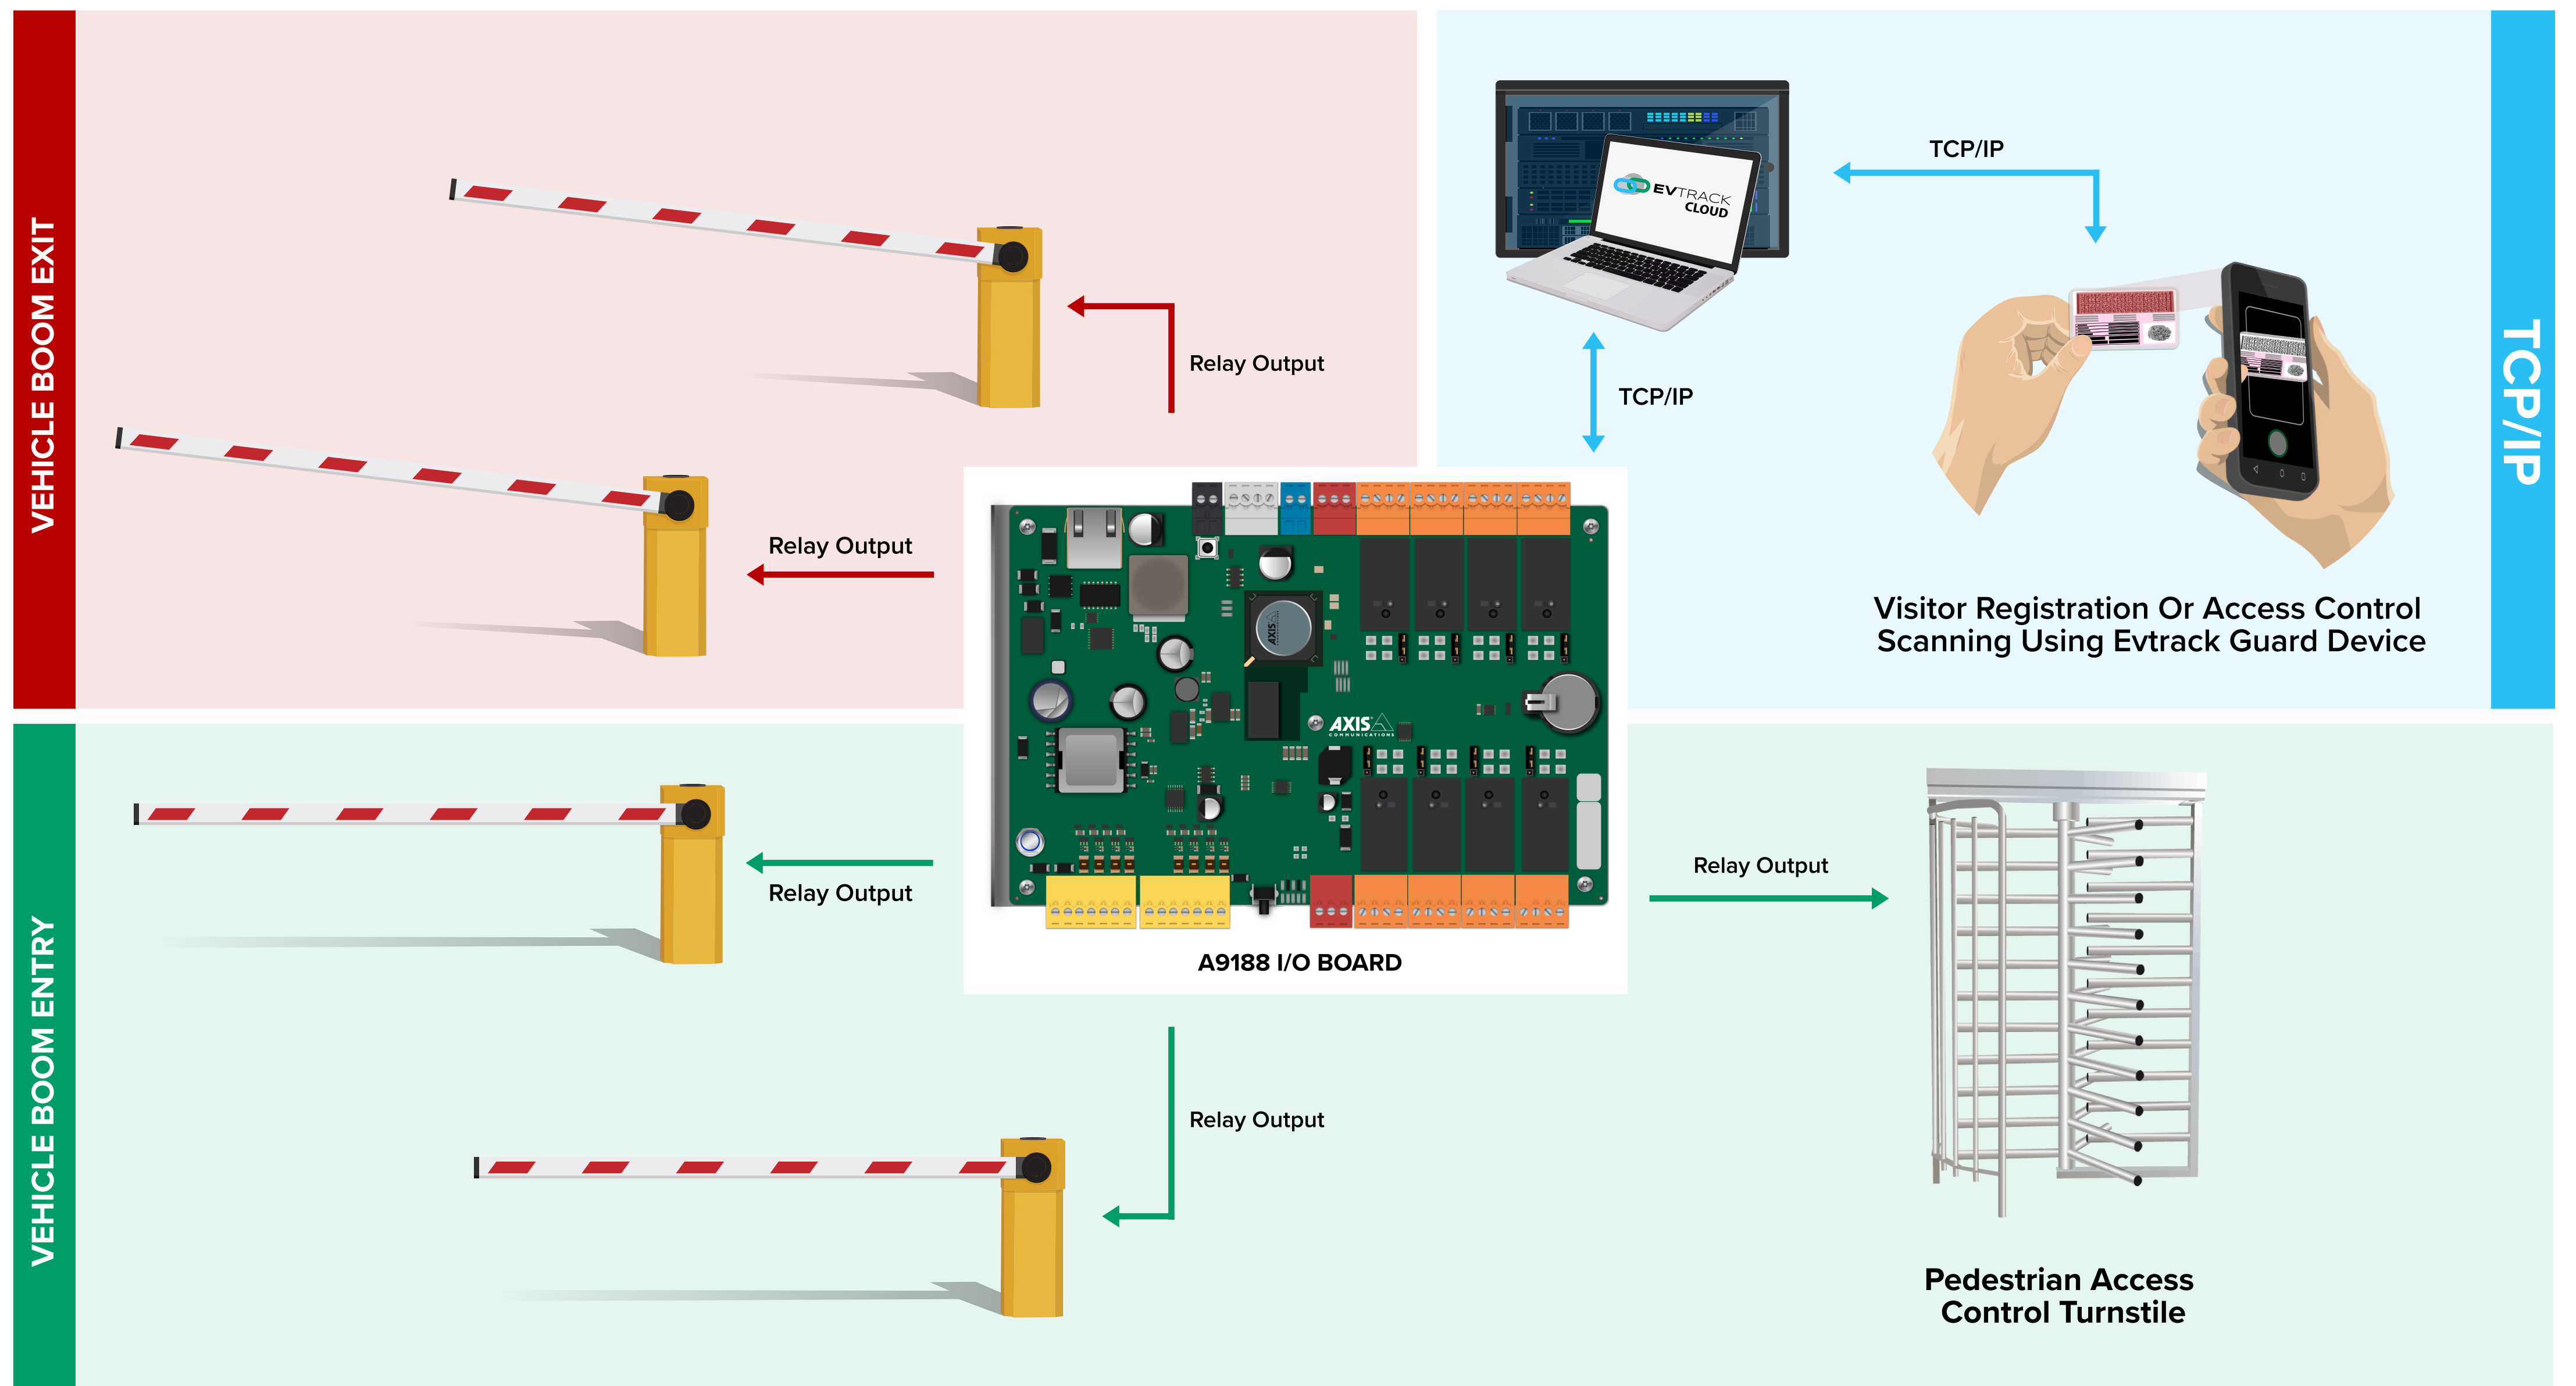 VEHICLE BOOM EXIT
Relay Output
Relay Output
EVTRACK
CLOUD
TCP/IP
TCP/IP
Visitor Registration Or Access Control
Scanning Using Evtrack Guard Device
TCP/IP
AXIS
AXIS
COMMUNICATIONS
A9188 I/O BOARD
VEHICLE BOOM ENTRY
Relay Output
Relay Output
Relay Output
Pedestrian Access
Control Turnstile